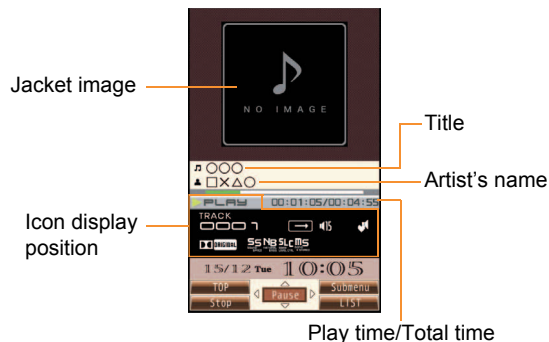 Jacket image
NO IMAGE
Title
○○○
□×△○
Artist's name
PLAY 00:01:05/00:04:55
Icon display
position
TRACK
0001
15
ORIGINAL
15/12 Tue 10:05
TOP Submenu
Pause
Stop LIST
Play time/Total time